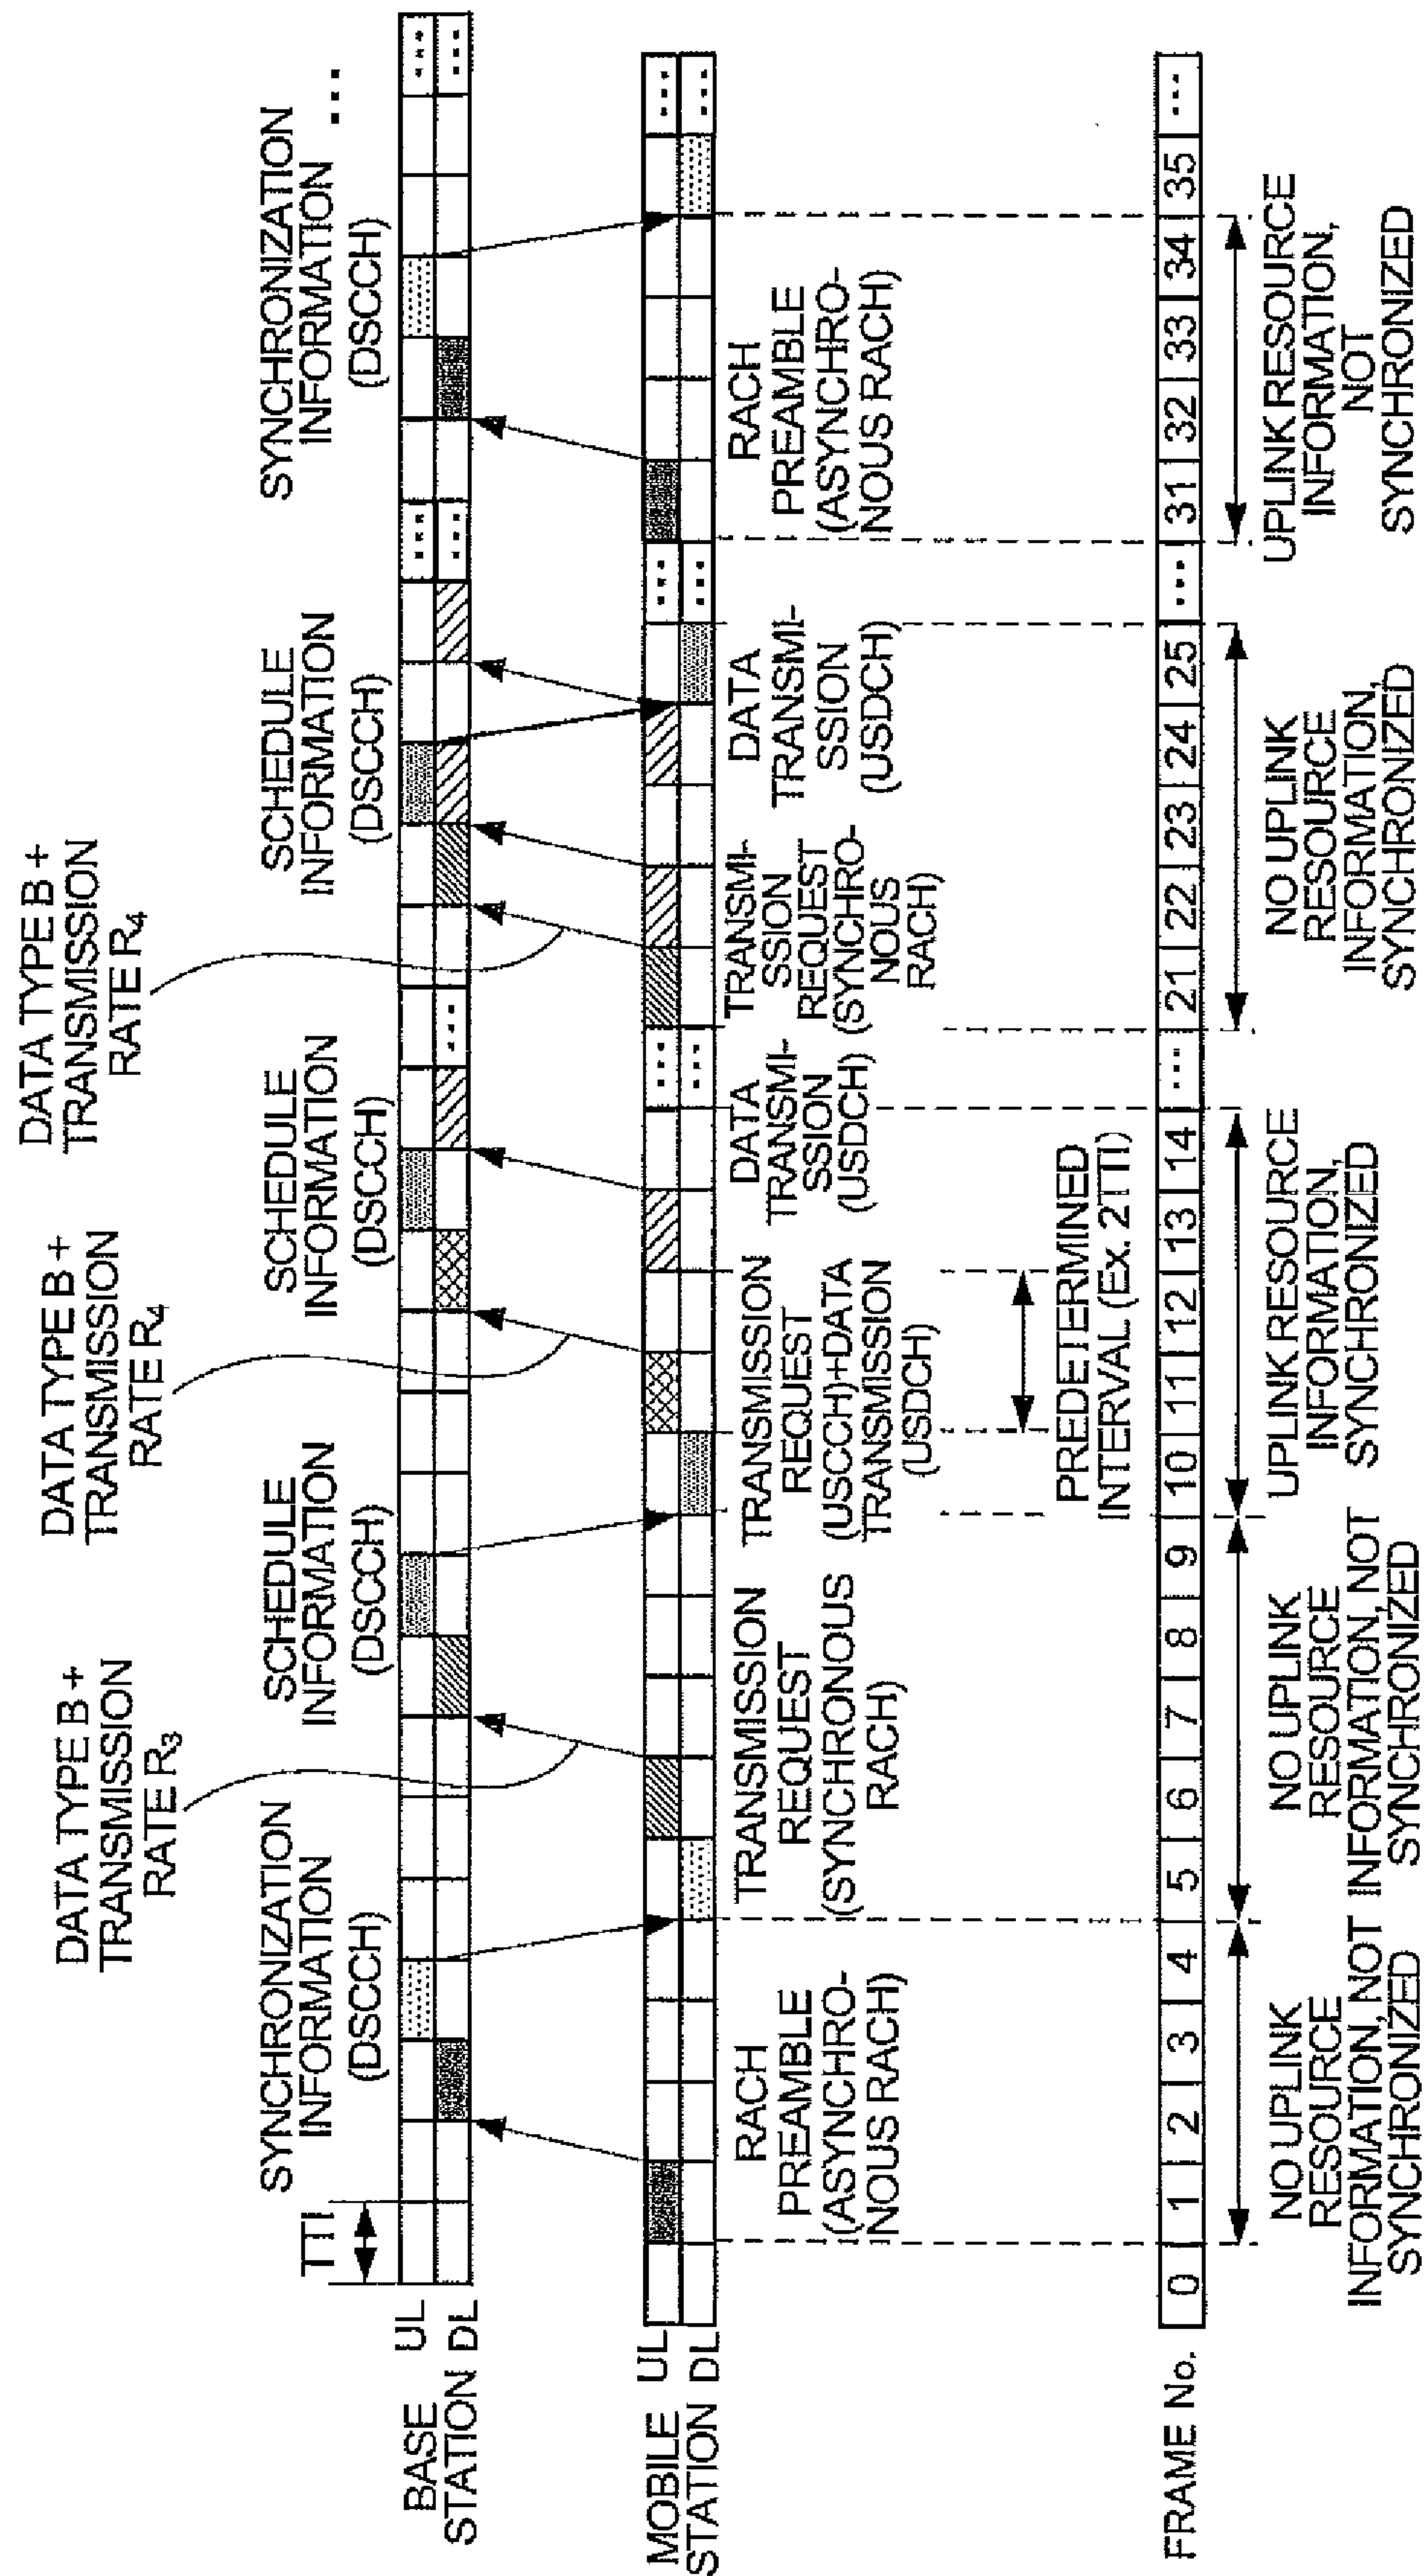 DATA TYPE B +
TRANSMISSION
RATE R3
DATA TYPE B +
TRANSMISSION
RATE R4
DATA TYPE B +
TRANSMISSION
RATE R4
TTI
SYNCHRONIZATION
INFORMATION
(DSCCH)
SCHEDULE
INFORMATION
(DSCCH)
SCHEDULE
INFORMATION
(DSCCH)
SCHEDULE
INFORMATION
(DSCCH)
SYNCHRONIZATION
INFORMATION
(DSCCH)
...
BASE
STATION
UL
DL
... ... ...
... ... ...
MOBILE
STATION
UL
DL
... ... ...
... ... ...
RACH
PREAMBLE
(ASYNCHRO-
NOUS RACH)
TRANSMISSION
REQUEST
(SYNCHRONOUS
RACH)
TRANSMISSION
REQUEST
(USCCH)+DATA
TRANSMISSION
(USDCH)
DATA
TRANSMI-
SSION
(USDCH)
TRANSMI-
SSION
REQUEST
(SYNCHRO-
NOUS
RACH)
DATA
TRANSMI-
SSION
(USDCH)
RACH
PREAMBLE
(ASYNCHRO-
NOUS RACH)
PREDETERMINED
INTERVAL (Ex. 2TTI)
FRAME No.
0 1 2 3 4 5 6 7 8 9 10 11 12 13 14 ... 21 22 23 24 25 ... 31 32 33 34 35 ...
NO UPLINK
RESOURCE
INFORMATION, NOT
SYNCHRONIZED
NO UPLINK
RESOURCE
INFORMATION, NOT
SYNCHRONIZED
UPLINK RESOURCE
INFORMATION,
SYNCHRONIZED
NO UPLINK
RESOURCE
INFORMATION,
SYNCHRONIZED
UPLINK RESOURCE
INFORMATION,
NOT
SYNCHRONIZED